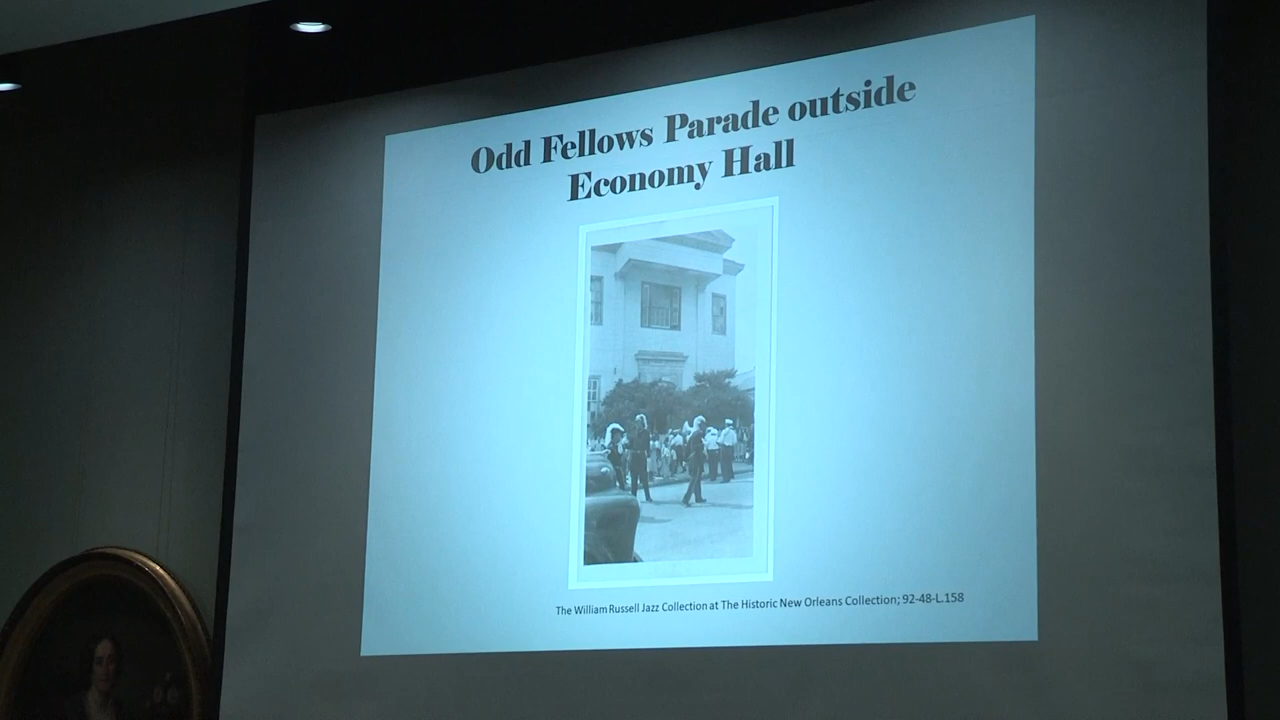 Odd Fellows Parade outside
Economy Hall
The William Russell Jazz Collection at The Historic New Orleans Collection; 92-48-L.158